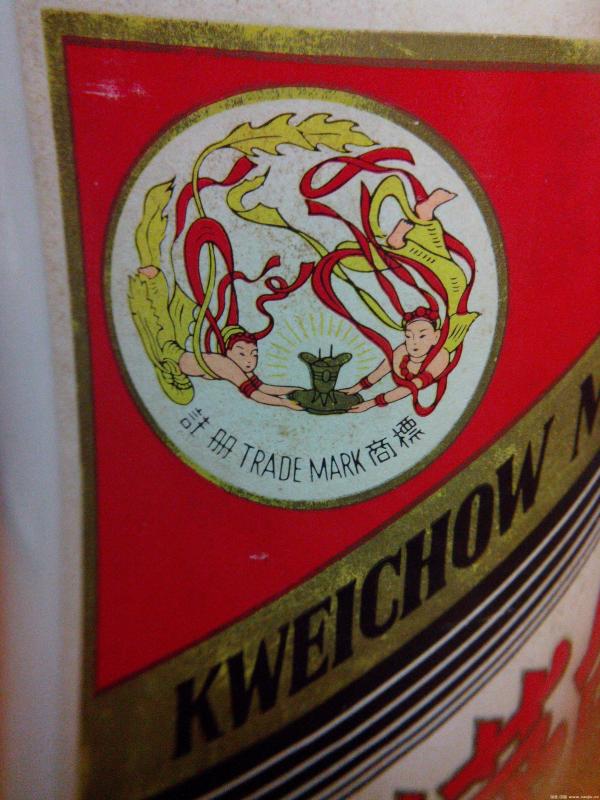 註册 TRADE MARK 商標
KWEICHOW M